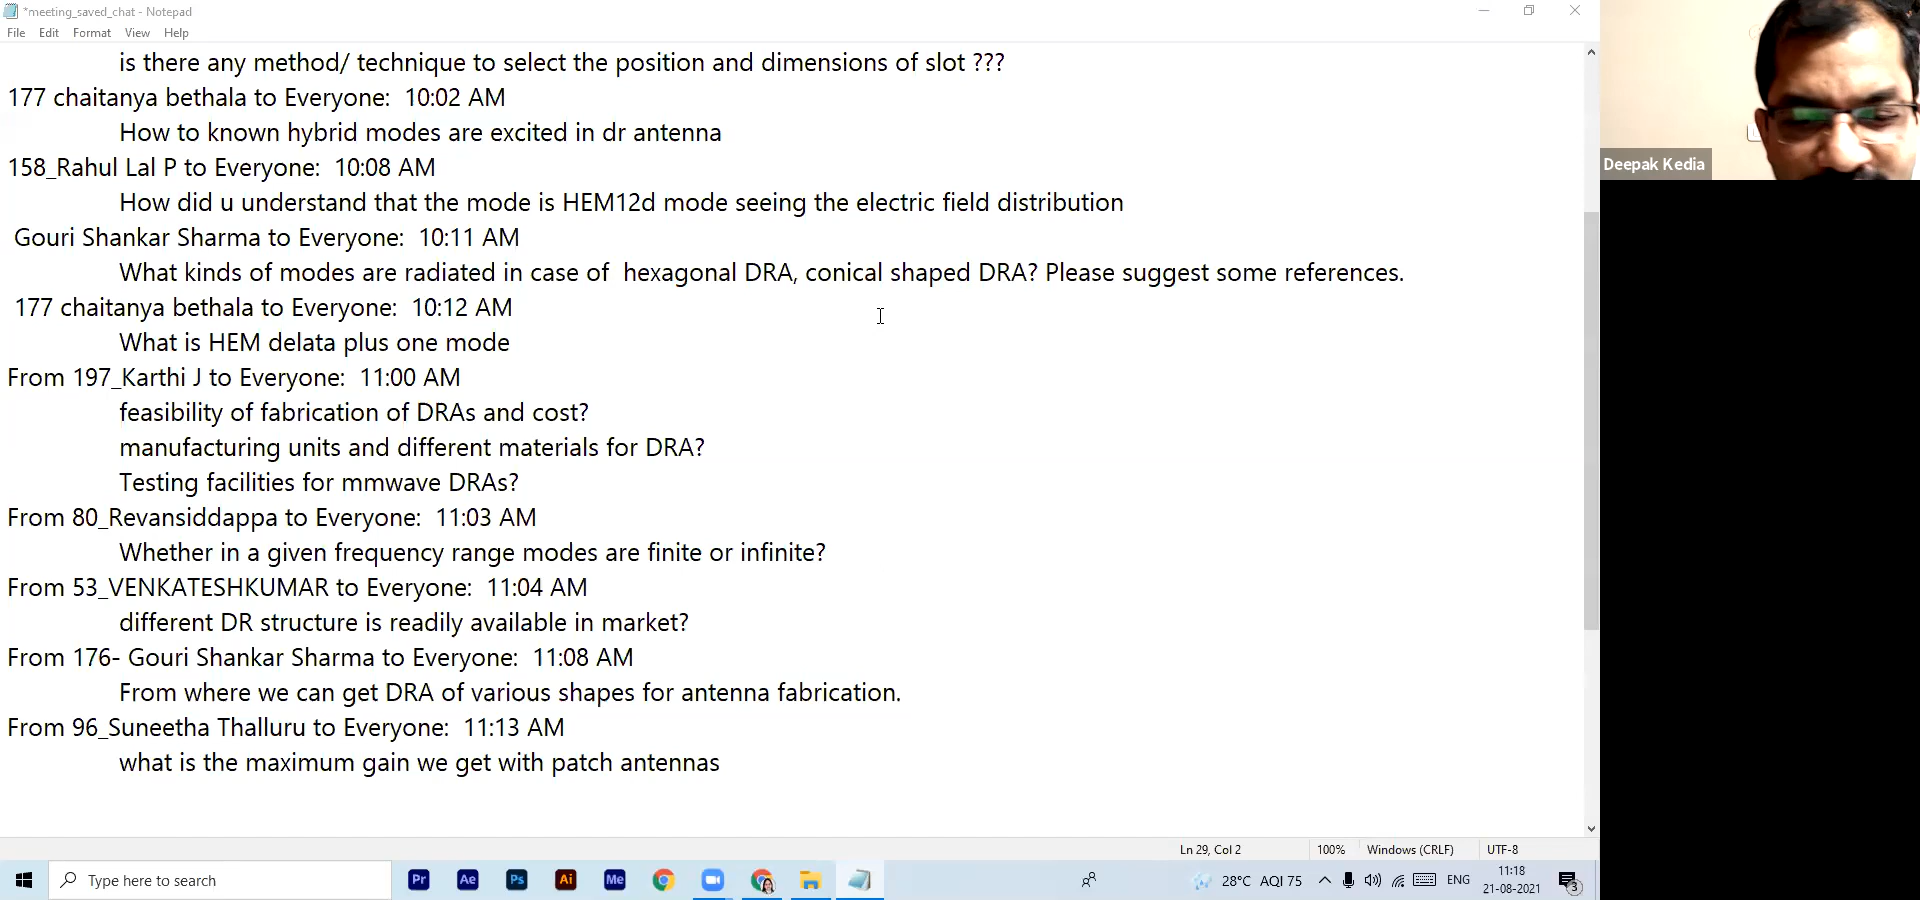 *meeting_saved_chat - Notepad
File Edit Format View Help
is there any method/ technique to select the position and dimensions of slot ???
177 chaitanya bethala to Everyone: 10:02 AM
How to known hybrid modes are excited in dr antenna
158_Rahul Lal P to Everyone: 10:08 AM
How did u understand that the mode is HEM12d mode seeing the electric field distribution
Gouri Shankar Sharma to Everyone: 10:11 AM
What kinds of modes are radiated in case of hexagonal DRA, conical shaped DRA? Please suggest some references.
177 chaitanya bethala to Everyone: 10:12 AM
What is HEM delata plus one mode
From 197_Karthi J to Everyone: 11:00 AM
feasibility of fabrication of DRAs and cost?
manufacturing units and different materials for DRA?
Testing facilities for mmwave DRAs?
From 80_Revansiddappa to Everyone: 11:03 AM
Whether in a given frequency range modes are finite or infinite?
From 53_VENKATESHKUMAR to Everyone: 11:04 AM
different DR structure is readily available in market?
From 176- Gouri Shankar Sharma to Everyone: 11:08 AM
From where we can get DRA of various shapes for antenna fabrication.
From 96_Suneetha Thalluru to Everyone: 11:13 AM
what is the maximum gain we get with patch antennas
Deepak Kedia
Ln 29, Col 2 100% Windows (CRLF) UTF-8
Type here to search Pr Ae Ps Ai Me 28°C AQI 75 ENG 11:18
21-08-2021 3